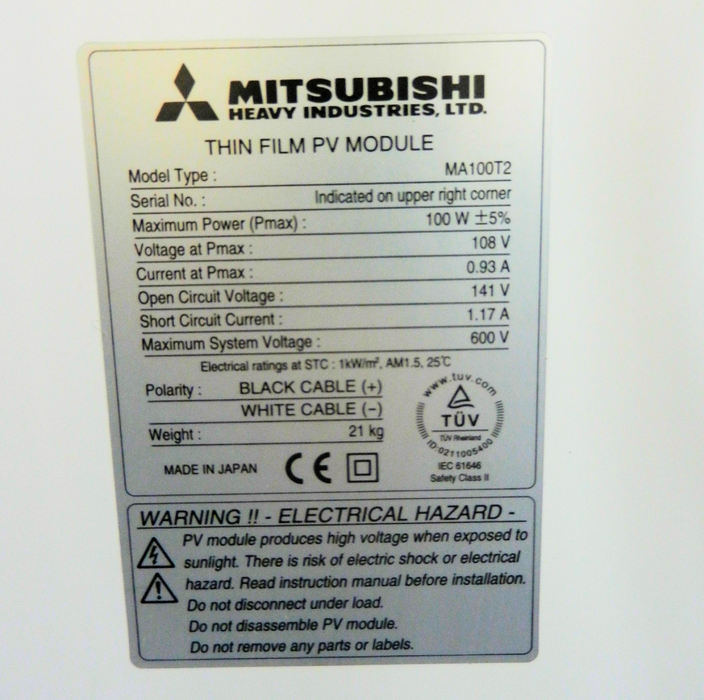 MITSUBISHI
HEAVY INDUSTRIES, LTD.
THIN FILM PV MODULE
Model Type : MA100T2
Serial No. : Indicated on upper right corner
Maximum Power (Pmax) : 100 W ±5%
Voltage at Pmax : 108 V
Current at Pmax : 0.93 A
Open Circuit Voltage : 141 V
Short Circuit Current : 1.17 A
Maximum System Voltage : 600 V
Electrical ratings at STC : 1kW/m², AM1.5, 25℃
Polarity : BLACK CABLE (+)
WHITE CABLE (−)
Weight : 21 kg
www.tuv.com
TÜV
TÜV Rheinland
ID:0211005400
IEC 61646
Safety Class II
MADE IN JAPAN CE
WARNING !! - ELECTRICAL HAZARD -
PV module produces high voltage when exposed to
sunlight. There is risk of electric shock or electrical
hazard. Read instruction manual before installation.
Do not disconnect under load.
Do not disassemble PV module.
Do not remove any parts or labels.